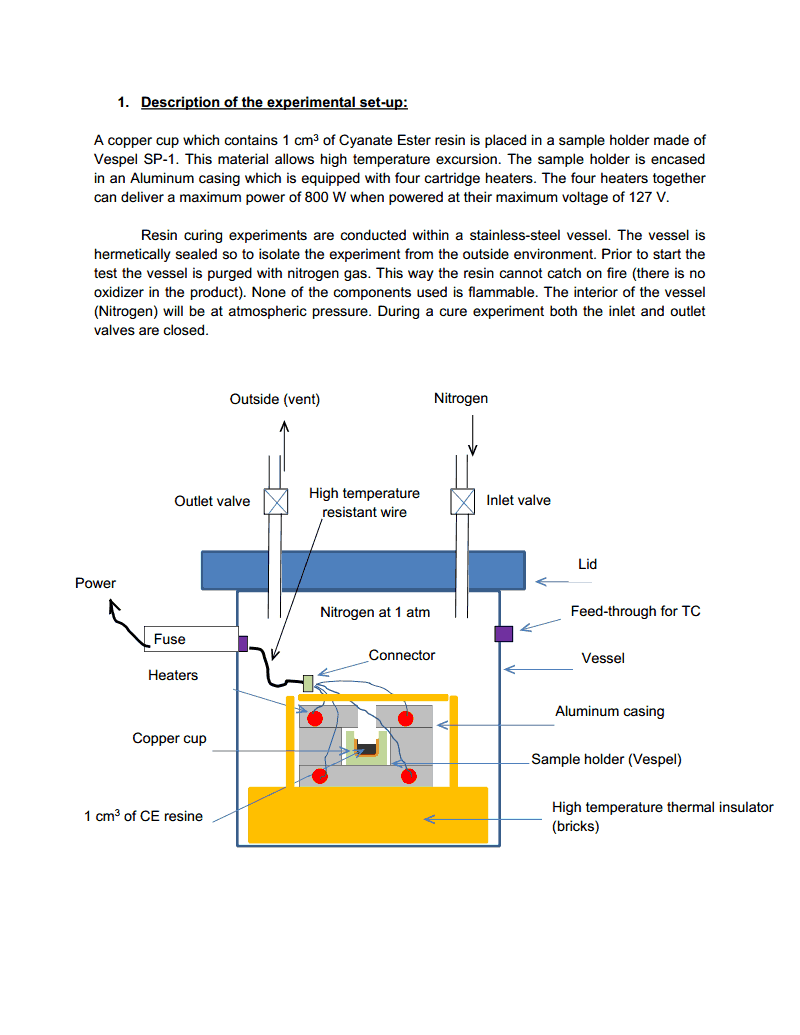 1. Description of the experimental set-up:
A copper cup which contains 1 cm³ of Cyanate Ester resin is placed in a sample holder made of
Vespel SP-1. This material allows high temperature excursion. The sample holder is encased
in an Aluminum casing which is equipped with four cartridge heaters. The four heaters together
can deliver a maximum power of 800 W when powered at their maximum voltage of 127 V.
Resin curing experiments are conducted within a stainless-steel vessel. The vessel is
hermetically sealed so to isolate the experiment from the outside environment. Prior to start the
test the vessel is purged with nitrogen gas. This way the resin cannot catch on fire (there is no
oxidizer in the product). None of the components used is flammable. The interior of the vessel
(Nitrogen) will be at atmospheric pressure. During a cure experiment both the inlet and outlet
valves are closed.
Outside (vent)
Nitrogen
Outlet valve
High temperature
resistant wire
Inlet valve
Lid
Power
Nitrogen at 1 atm
Feed-through for TC
Fuse
Connector
Vessel
Heaters
Aluminum casing
Copper cup
Sample holder (Vespel)
1 cm³ of CE resine
High temperature thermal insulator
(bricks)